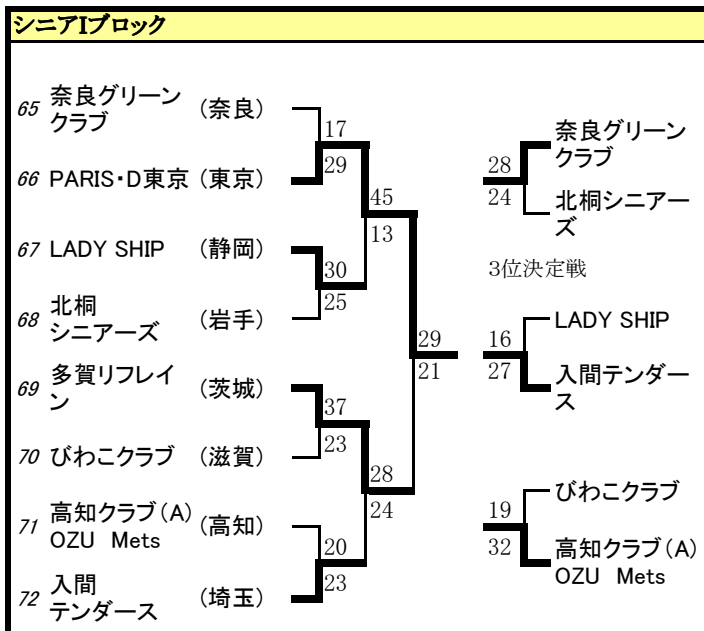 シニアIブロック
65 奈良グリーン
クラブ
(奈良)
66 PARIS・D東京 (東京)
67 LADY SHIP (静岡)
68 北桐
シニアーズ
(岩手)
69 多賀リフレイ
ン
(茨城)
70 びわこクラブ (滋賀)
71 高知クラブ(A)
OZU Mets
(高知)
72 入間
テンダース
(埼玉)
17
29
30
25
37
23
20
23
45
13
28
24
29
21
28
24
奈良グリーン
クラブ
北桐シニアー
ズ
3位決定戦
16
27
LADY SHIP
入間テンダー
ス
19
32
びわこクラブ
高知クラブ(A)
OZU Mets